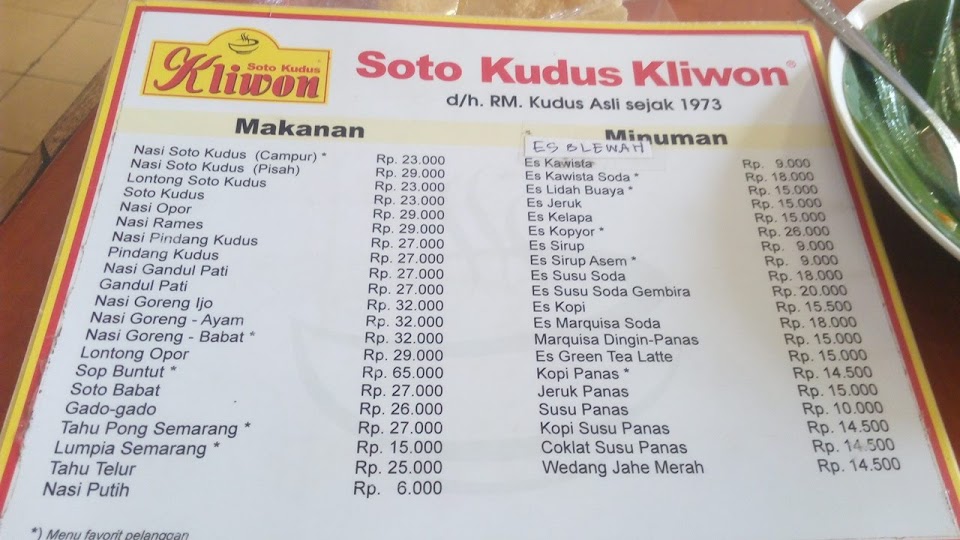 Soto Kudus
Kliwon
Soto Kudus Kliwon®
d/h. RM. Kudus Asli sejak 1973
Makanan
Nasi Soto Kudus (Campur) * Rp. 23.000
Nasi Soto Kudus (Pisah) Rp. 29.000
Lontong Soto Kudus Rp. 23.000
Soto Kudus Rp. 23.000
Nasi Opor Rp. 29.000
Nasi Rames Rp. 29.000
Nasi Pindang Kudus Rp. 27.000
Pindang Kudus Rp. 27.000
Nasi Gandul Pati Rp. 27.000
Gandul Pati Rp. 27.000
Nasi Goreng Ijo Rp. 32.000
Nasi Goreng - Ayam Rp. 32.000
Nasi Goreng - Babat * Rp. 32.000
Lontong Opor Rp. 29.000
Sop Buntut * Rp. 65.000
Soto Babat Rp. 27.000
Gado-gado Rp. 26.000
Tahu Pong Semarang * Rp. 27.000
Lumpia Semarang * Rp. 15.000
Tahu Telur Rp. 25.000
Nasi Putih Rp. 6.000
*) Menu favorit pelanggan
Minuman
ES BLEWAH
Es Kawista Rp. 9.000
Es Kawista Soda * Rp. 18.000
Es Lidah Buaya * Rp. 15.000
Es Jeruk Rp. 15.000
Es Kelapa Rp. 15.000
Es Kopyor * Rp. 26.000
Es Sirup Rp. 9.000
Es Sirup Asem * Rp. 9.000
Es Susu Soda Rp. 18.000
Es Susu Soda Gembira Rp. 20.000
Es Kopi Rp. 15.500
Es Marquisa Soda Rp. 18.000
Marquisa Dingin-Panas Rp. 15.000
Es Green Tea Latte Rp. 15.000
Kopi Panas * Rp. 14.500
Jeruk Panas Rp. 15.000
Susu Panas Rp. 10.000
Kopi Susu Panas Rp. 14.500
Coklat Susu Panas Rp. 14.500
Wedang Jahe Merah Rp. 14.500